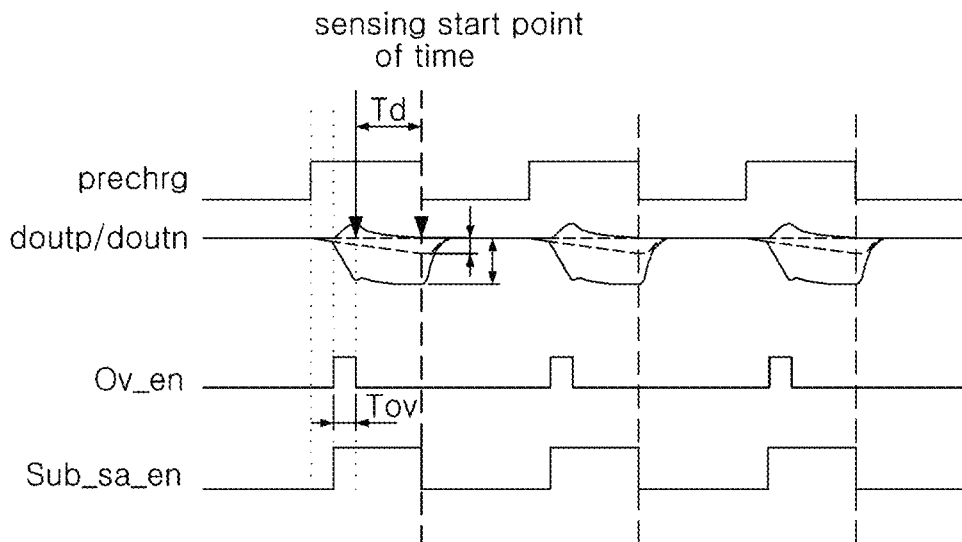 sensing start point
of time
Td
prechrg
doutp/doutn
Ov_en
Tov
Sub_sa_en